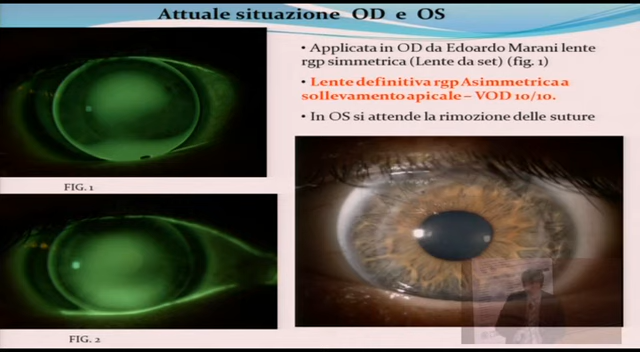 Attuale situazione OD e OS
• Applicata in OD da Edoardo Marani lente
rgp simmetrica (Lente da set) (fig. 1)
• Lente definitiva rgp Asimmetrica a
sollevamento apicale – VOD 10/10.
• In OS si attende la rimozione delle suture
FIG. 1
FIG. 2